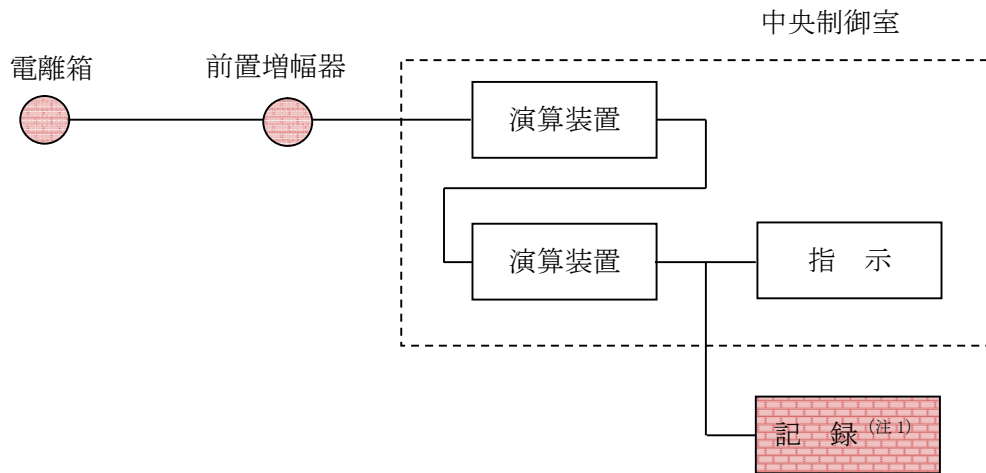 中央制御室
電離箱
前置増幅器
演算装置
演算装置
指　示
記　録(注1)